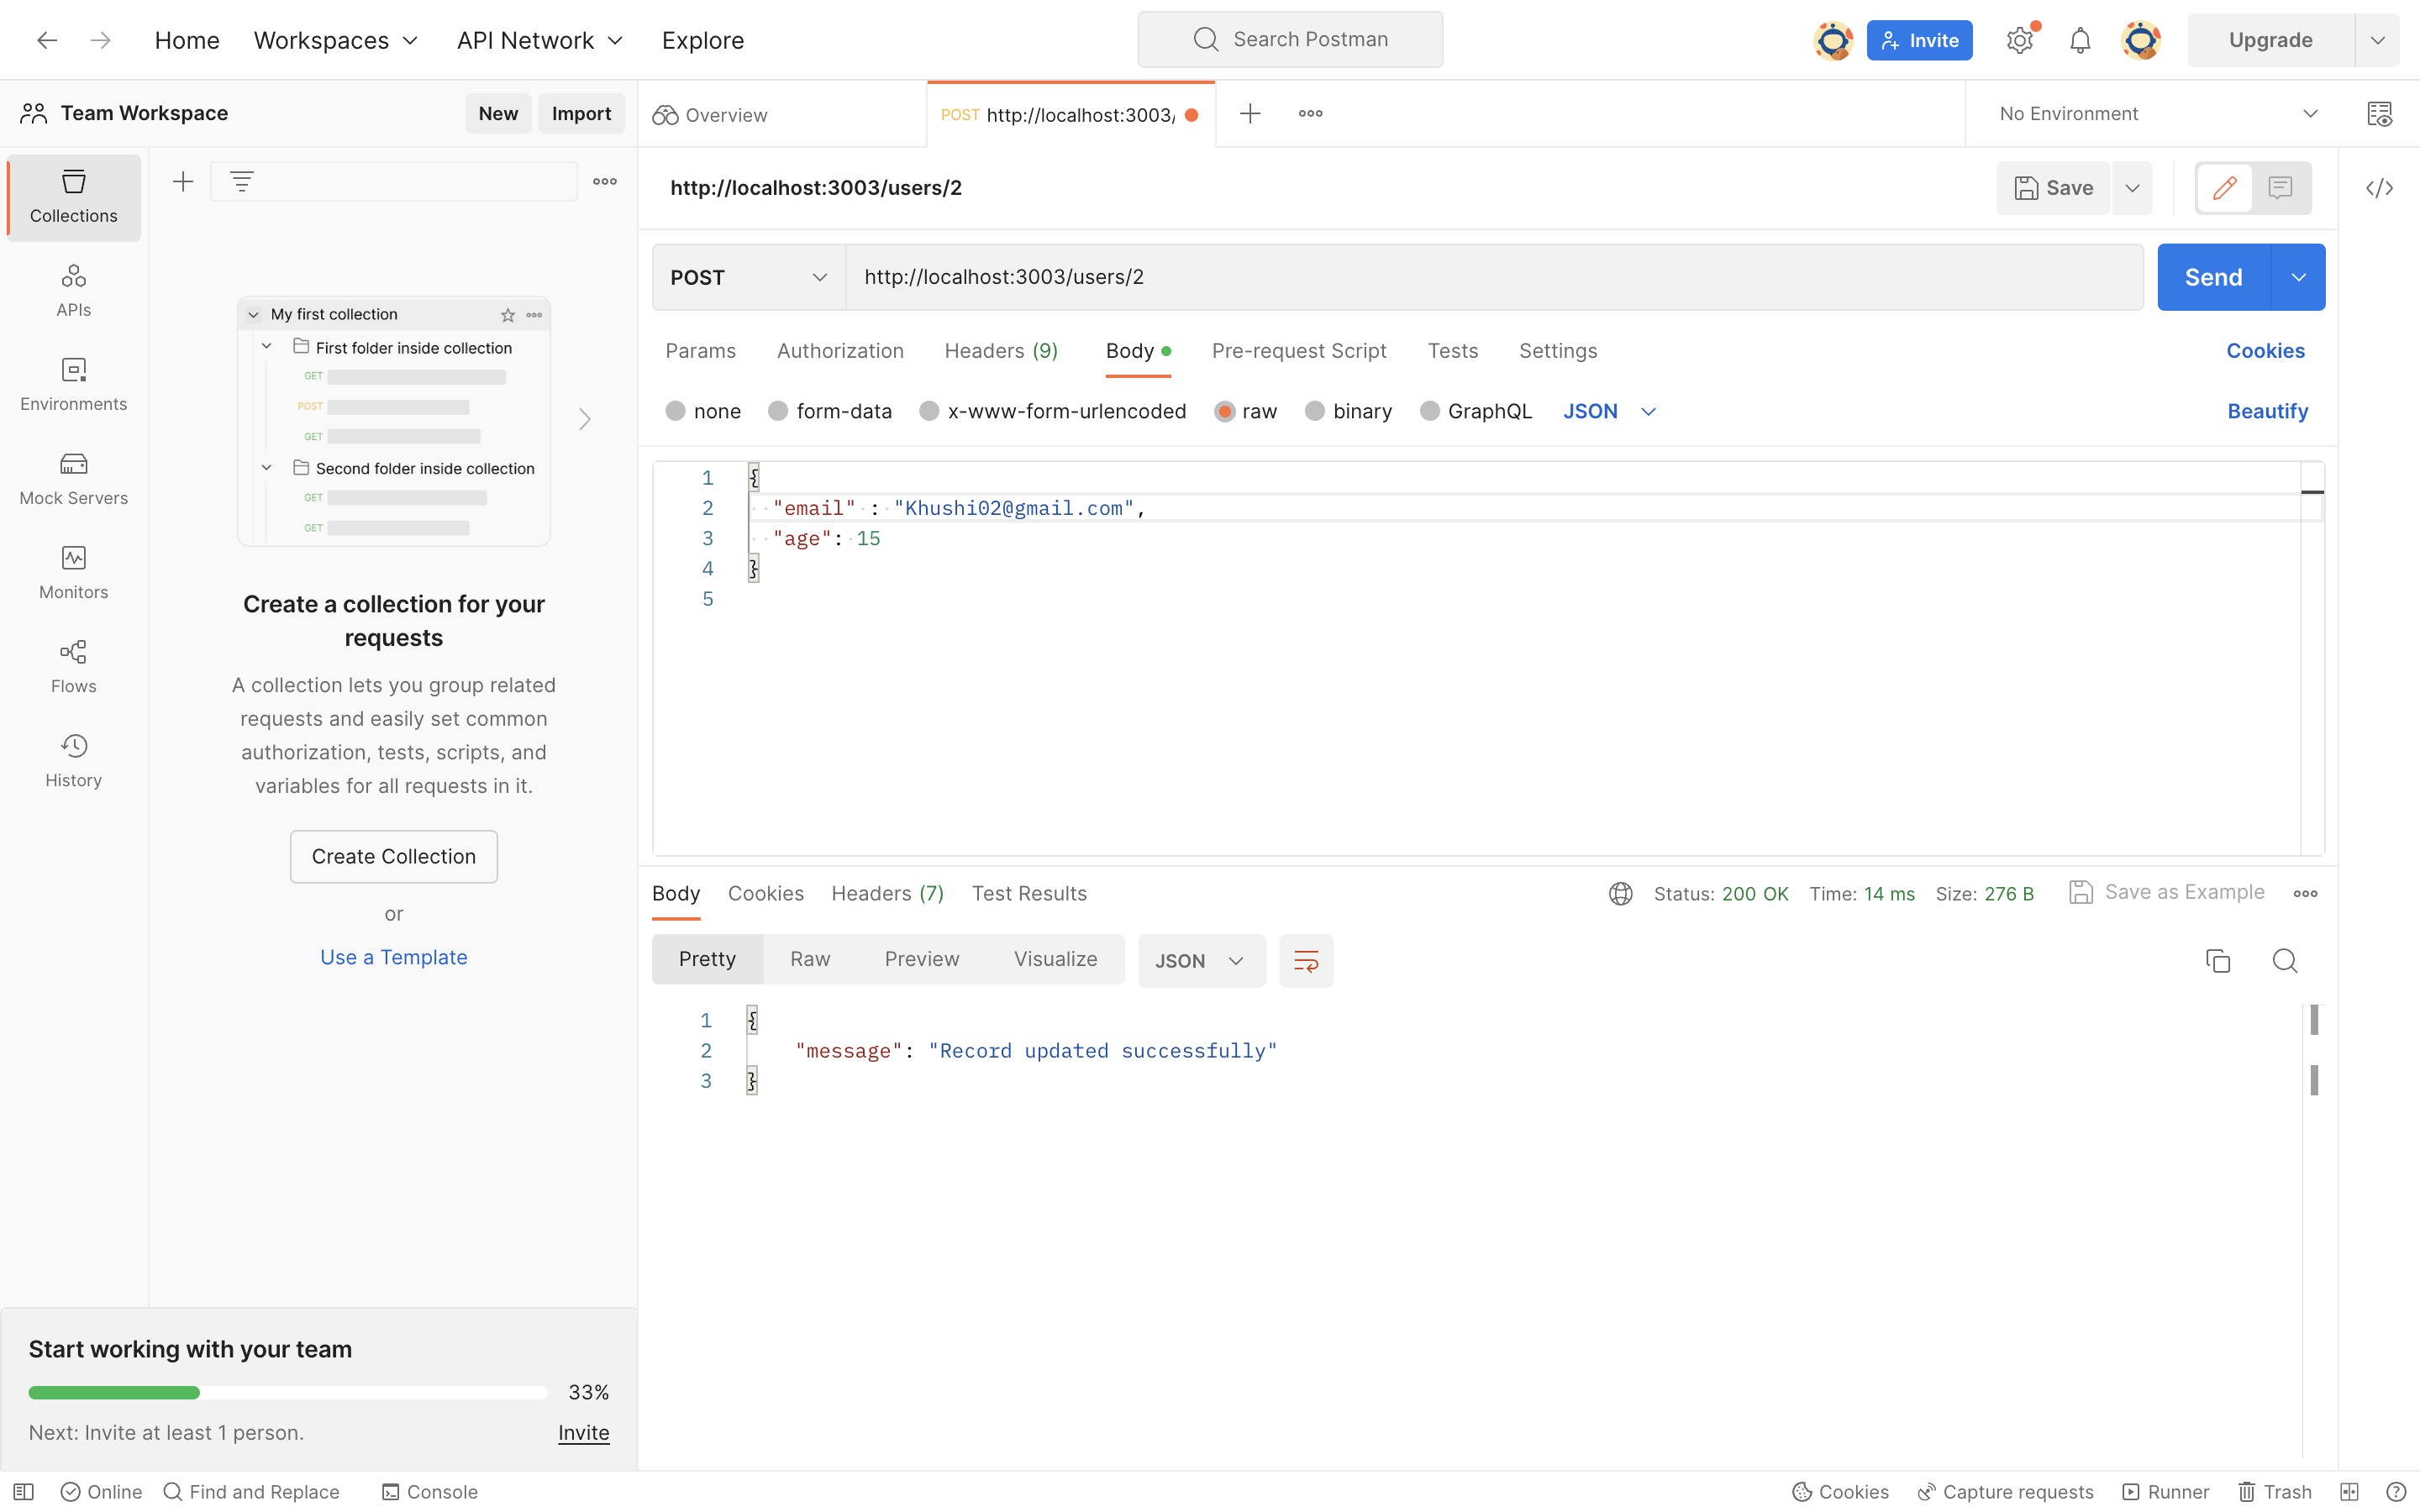 Home Workspaces API Network Explore Search Postman Invite Upgrade
Team Workspace New Import Overview POST http://localhost:3003/ No Environment
Collections
APIs
Environments
Mock Servers
Monitors
Flows
History
My first collection
First folder inside collection
GET
POST
GET
Second folder inside collection
GET
GET
Create a collection for your
requests
A collection lets you group related
requests and easily set common
authorization, tests, scripts, and
variables for all requests in it.
Create Collection
or
Use a Template
Start working with your team
33%
Next: Invite at least 1 person. Invite
http://localhost:3003/users/2 Save
POST http://localhost:3003/users/2 Send
Params Authorization Headers (9) Body Pre-request Script Tests Settings Cookies
none form-data x-www-form-urlencoded raw binary GraphQL JSON Beautify
1 {
2 "email" : "Khushi02@gmail.com",
3 "age": 15
4 }
5
Body Cookies Headers (7) Test Results Status: 200 OK Time: 14 ms Size: 276 B Save as Example
Pretty Raw Preview Visualize JSON
1 {
2 "message": "Record updated successfully"
3 }
Online Find and Replace Console Cookies Capture requests Runner Trash